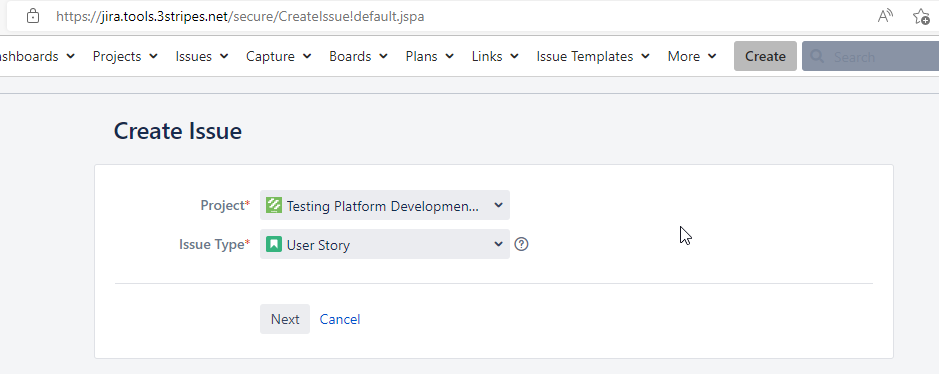 https://jira.tools.3stripes.net/secure/CreateIssue!default.jspa
shboards Projects Issues Capture Boards Plans Links Issue Templates More Create Search
Create Issue
Project* Testing Platform Developmen...
Issue Type* User Story
Next Cancel